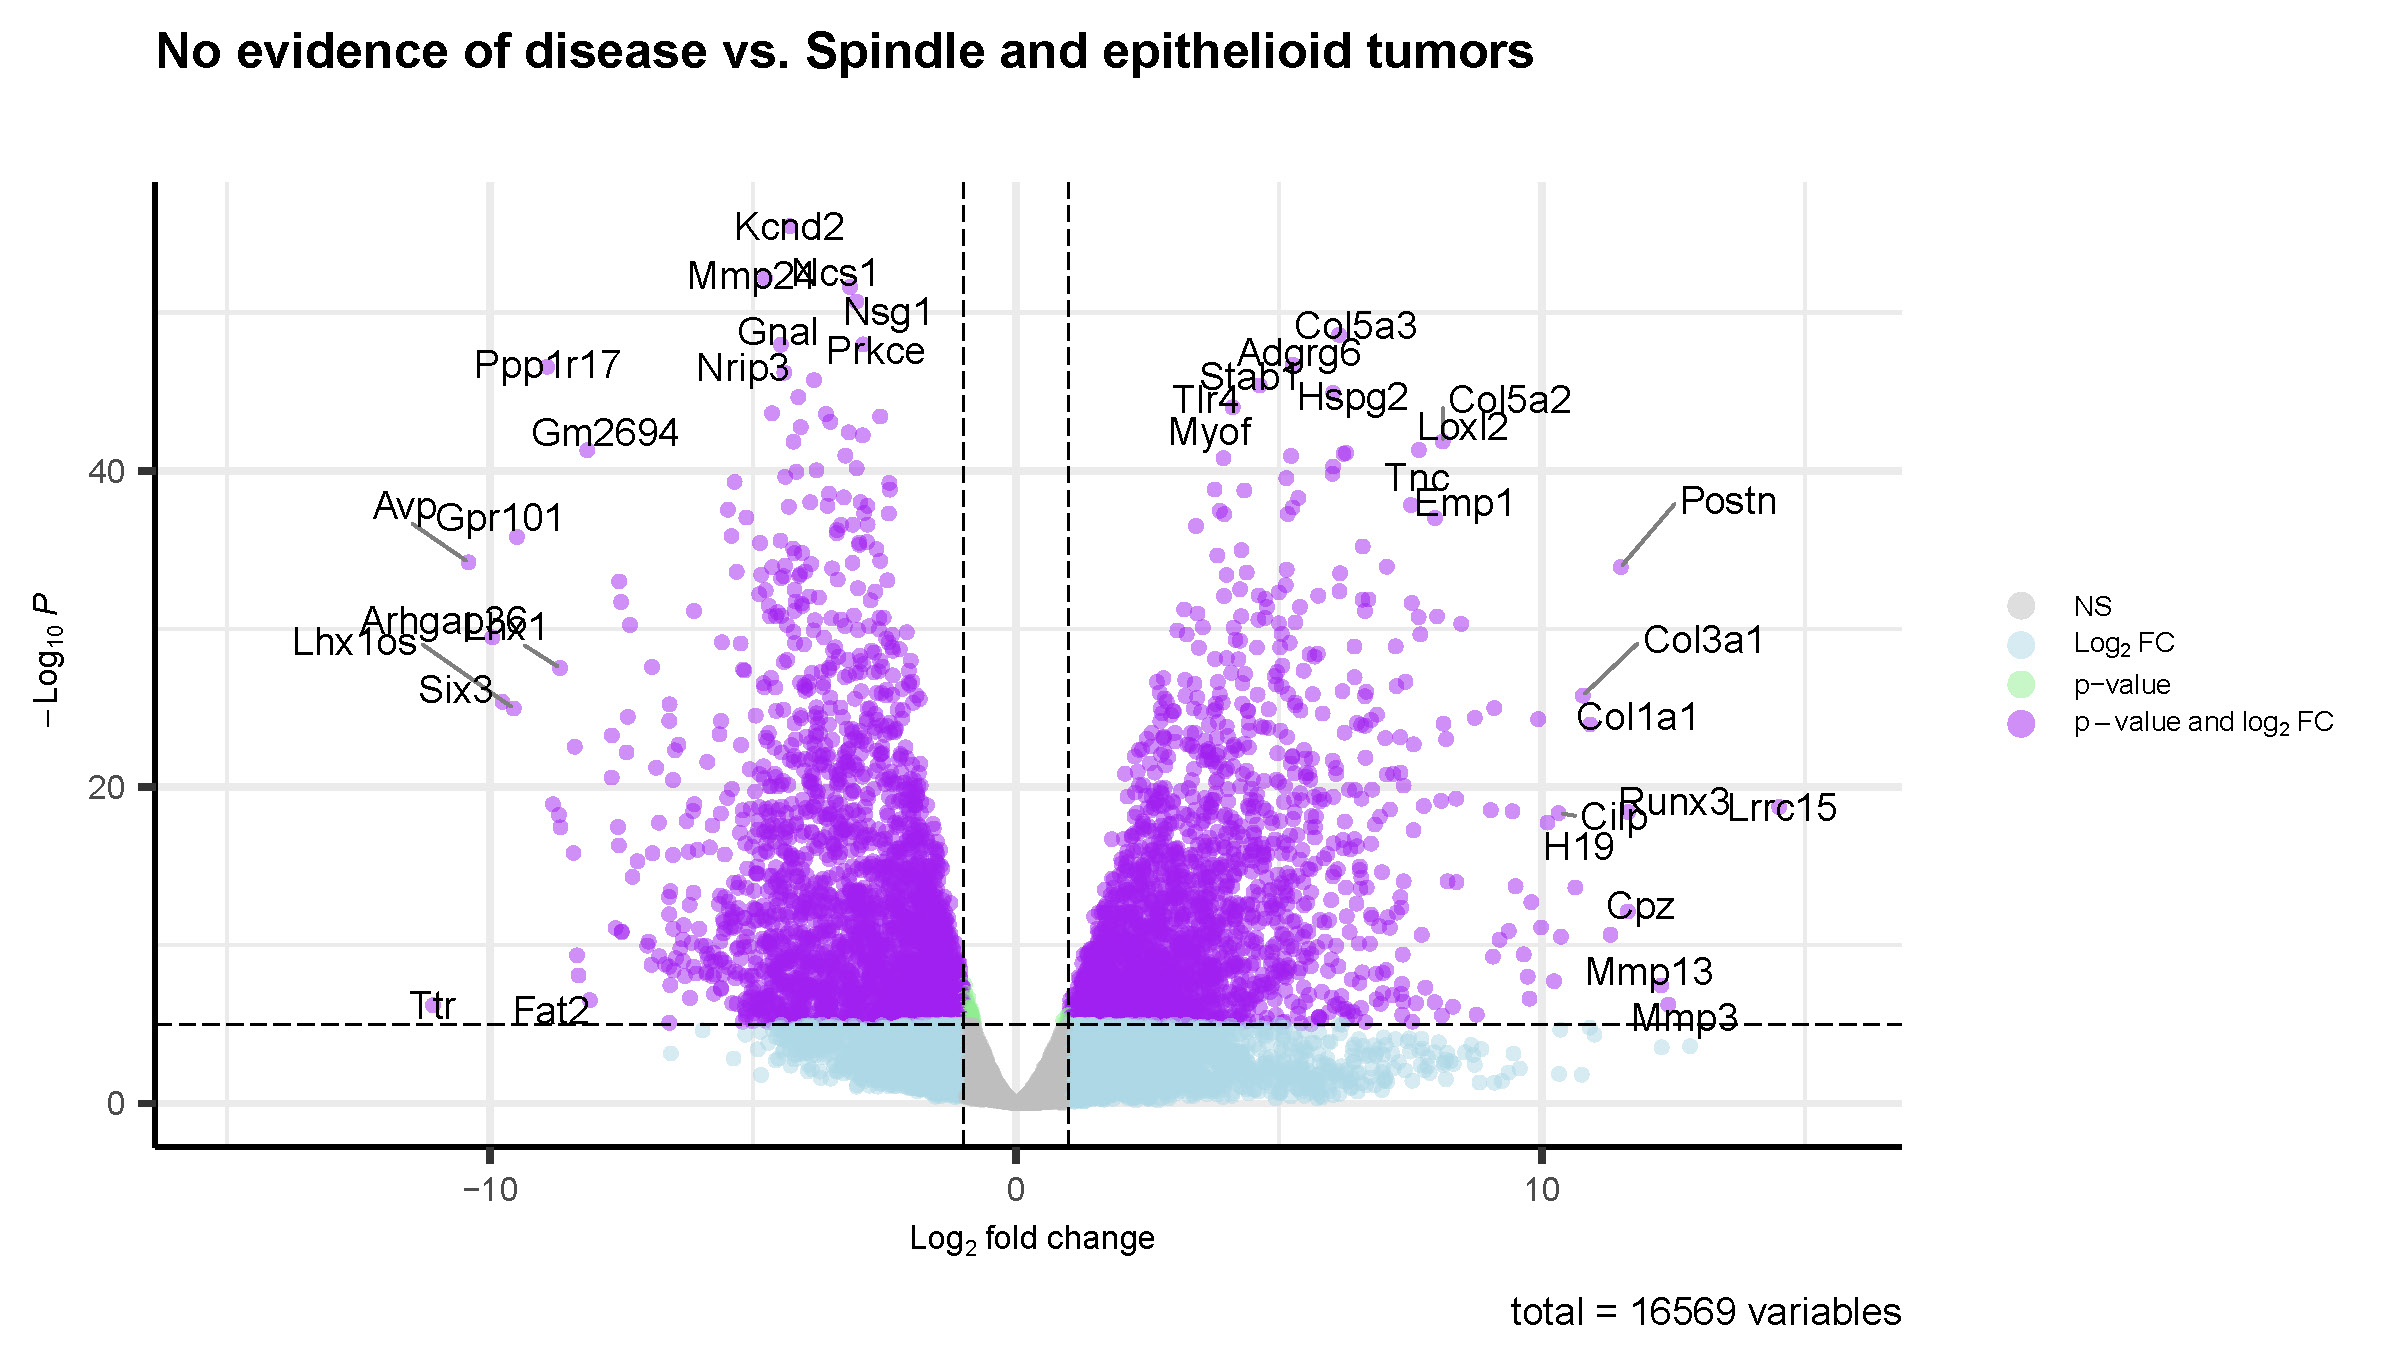 No evidence of disease vs. Spindle and epithelioid tumors
Kcnd2
Mmp24
Ncs1
Nsg1
Gnal
Prkce
Nrip3
Ppp1r17
Gm2694
Avp
Gpr101
Arhgap36
Lhx1
Lhx1os
Six3
Ttr
Fat2
Col5a3
Adgrg6
Stab1
Tlr4
Hspg2
Myof
Col5a2
Loxl2
Tnc
Emp1
Postn
Col3a1
Col1a1
Runx3
Lrrc15
Cilp
H19
Cpz
Mmp13
Mmp3
40
20
0
−Log10 P
−10
0
10
Log2 fold change
NS
Log2 FC
p−value
p − value and log2 FC
total = 16569 variables